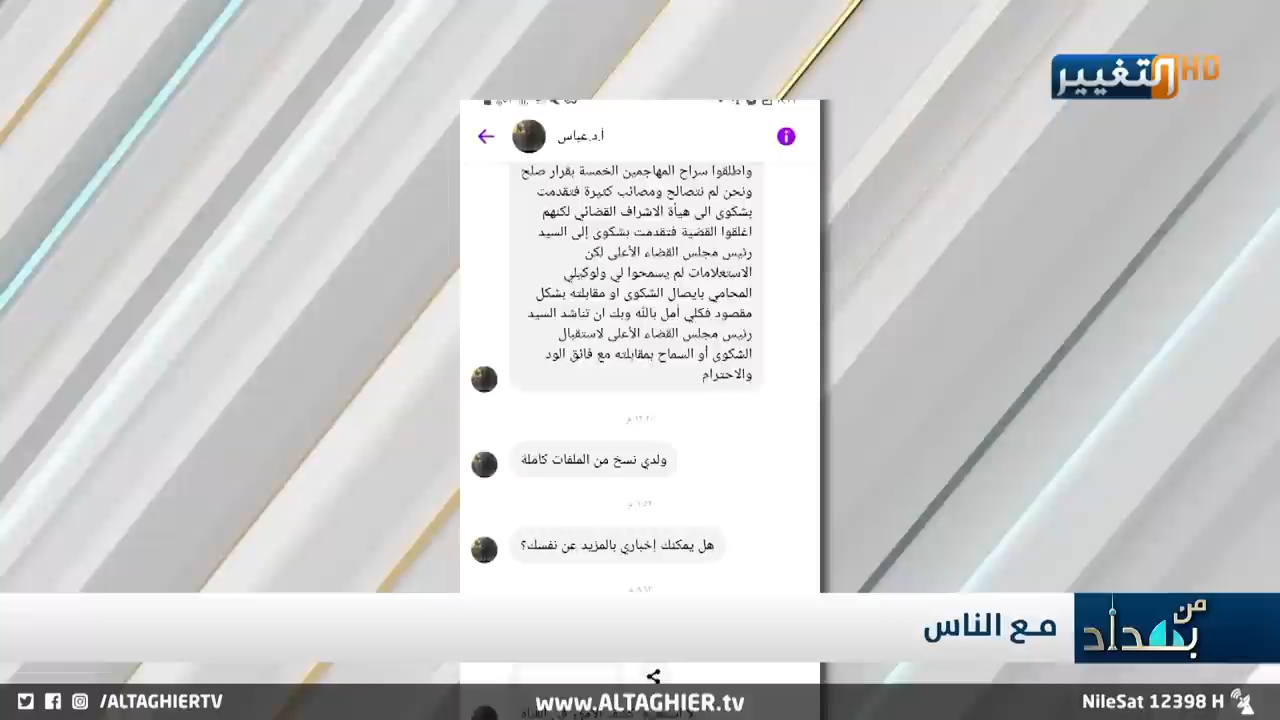 التغيير HD
أ.د.عباس
واطلقوا سراح المهاجمين الخمسة بقرار صلح
ونحن لم نتصالح ومصائب كثيرة فتقدمت
بشكوى الى هيأة الاشراف القضائي لكنهم
اغلقوا القضية فتقدمت بشكوى إلى السيد
رئيس مجلس القضاء الأعلى لكن
الاستعلامات لم يسمحوا لي ولوكيلي
المحامي بايصال الشكوى او مقابلته بشكل
مقصود فكلي أمل بالله وبك ان تناشد السيد
رئيس مجلس القضاء الأعلى لاستقبال
الشكوى أو السماح بمقابلته مع فائق الود
والاحترام
١٢:٢٠ م
ولدي نسخ من الملفات كاملة
هل يمكنك إخباري بالمزيد عن نفسك؟
من بغداد
مـع الناس
/ALTAGHIERTV
www.ALTAGHIER.tv
NileSat 12398 H